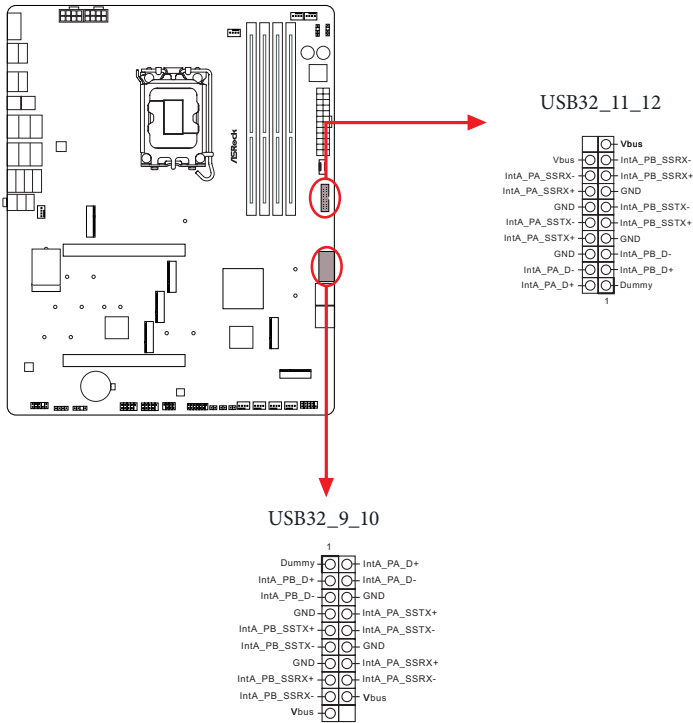 /ISRock
USB32_11_12
Vbus
Vbus IntA_PB_SSRX-
IntA_PA_SSRX- IntA_PB_SSRX+
IntA_PA_SSRX+ GND
GND IntA_PB_SSTX-
IntA_PA_SSTX- IntA_PB_SSTX+
IntA_PA_SSTX+ GND
GND IntA_PB_D-
IntA_PA_D- IntA_PB_D+
IntA_PA_D+ Dummy
1
USB32_9_10
1
Dummy IntA_PA_D+
IntA_PB_D+ IntA_PA_D-
IntA_PB_D- GND
GND IntA_PA_SSTX+
IntA_PB_SSTX+ IntA_PA_SSTX-
IntA_PB_SSTX- GND
GND IntA_PA_SSRX+
IntA_PB_SSRX+ IntA_PA_SSRX-
IntA_PB_SSRX- Vbus
Vbus